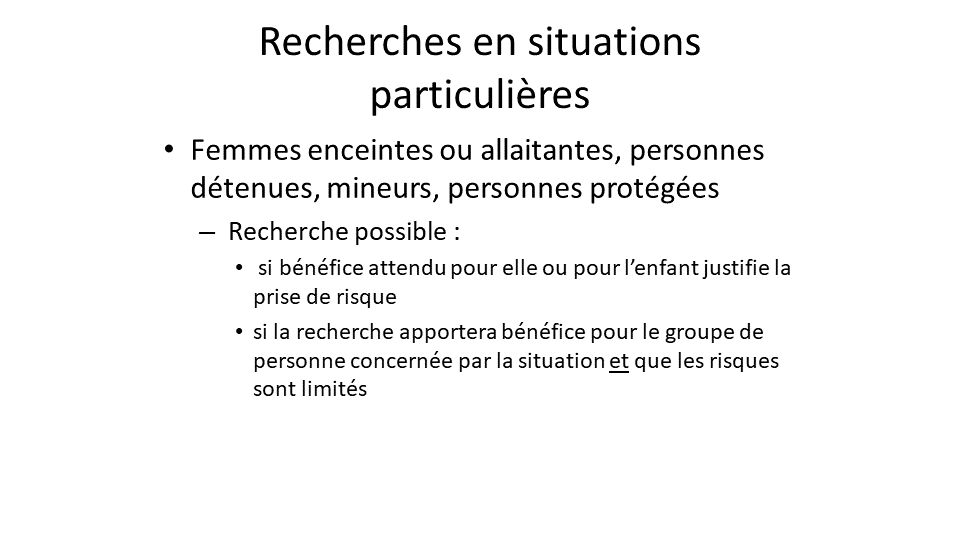 Recherches en situations
particulières
• Femmes enceintes ou allaitantes, personnes
détenues, mineurs, personnes protégées
– Recherche possible :
• si bénéfice attendu pour elle ou pour l’enfant justifie la
prise de risque
• si la recherche apportera bénéfice pour le groupe de
personne concernée par la situation et que les risques
sont limités